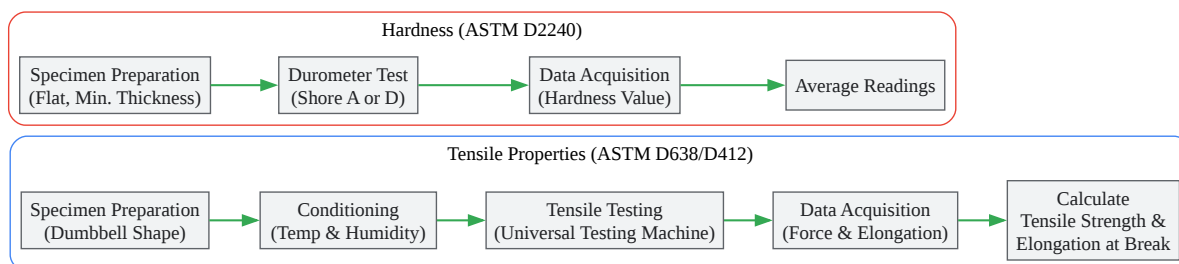 Hardness (ASTM D2240)
Specimen Preparation
(Flat, Min. Thickness)
Durometer Test
(Shore A or D)
Data Acquisition
(Hardness Value)
Average Readings
Tensile Properties (ASTM D638/D412)
Specimen Preparation
(Dumbbell Shape)
Conditioning
(Temp & Humidity)
Tensile Testing
(Universal Testing Machine)
Data Acquisition
(Force & Elongation)
Calculate
Tensile Strength &
Elongation at Break